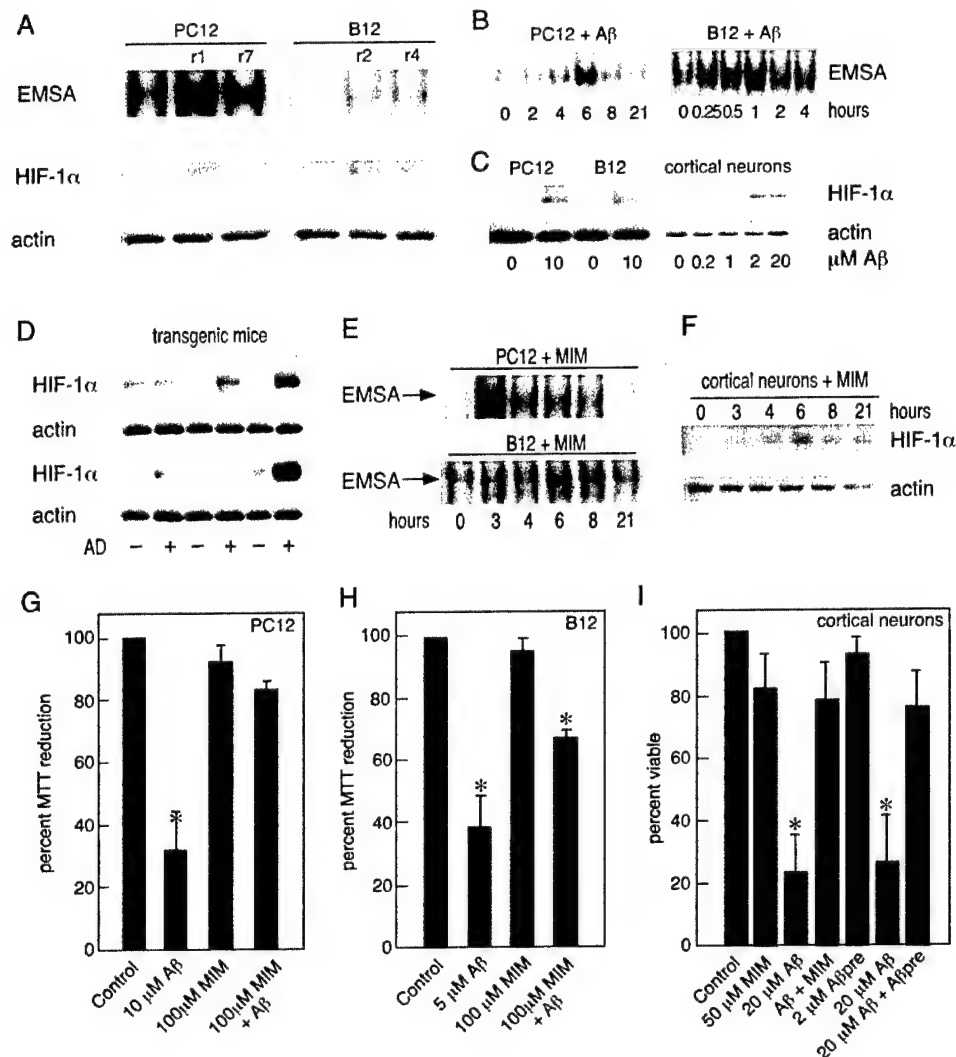 A
PC12
B12
r1 r7
r2 r4
EMSA
HIF-1α
actin
B
PC12 + Aβ
B12 + Aβ
EMSA
0 2 4 6 8 21
0 0.25 0.5 1 2 4
hours
C
PC12
B12
cortical neurons
HIF-1α
actin
0 10 0 10
0 0.2 1 2 20
μM Aβ
D
transgenic mice
HIF-1α
actin
HIF-1α
actin
AD − + − + − +
E
PC12 + MIM
EMSA
B12 + MIM
EMSA
hours 0 3 4 6 8 21
F
cortical neurons + MIM
0 3 4 6 8 21 hours
HIF-1α
actin
G
PC12
percent MTT reduction
100
80
60
40
20
0
*
Control
10 μM Aβ
100μM MIM
100μM MIM
+ Aβ
H
B12
percent MTT reduction
100
80
60
40
20
0
*
*
Control
5 μM Aβ
100 μM MIM
100μM MIM
+ Aβ
I
cortical neurons
percent viable
100
80
60
40
20
0
*
*
Control
50 μM MIM
20 μM Aβ
Aβ + MIM
2 μM Aβpre
20 μM Aβ
20 μM Aβ + Aβpre